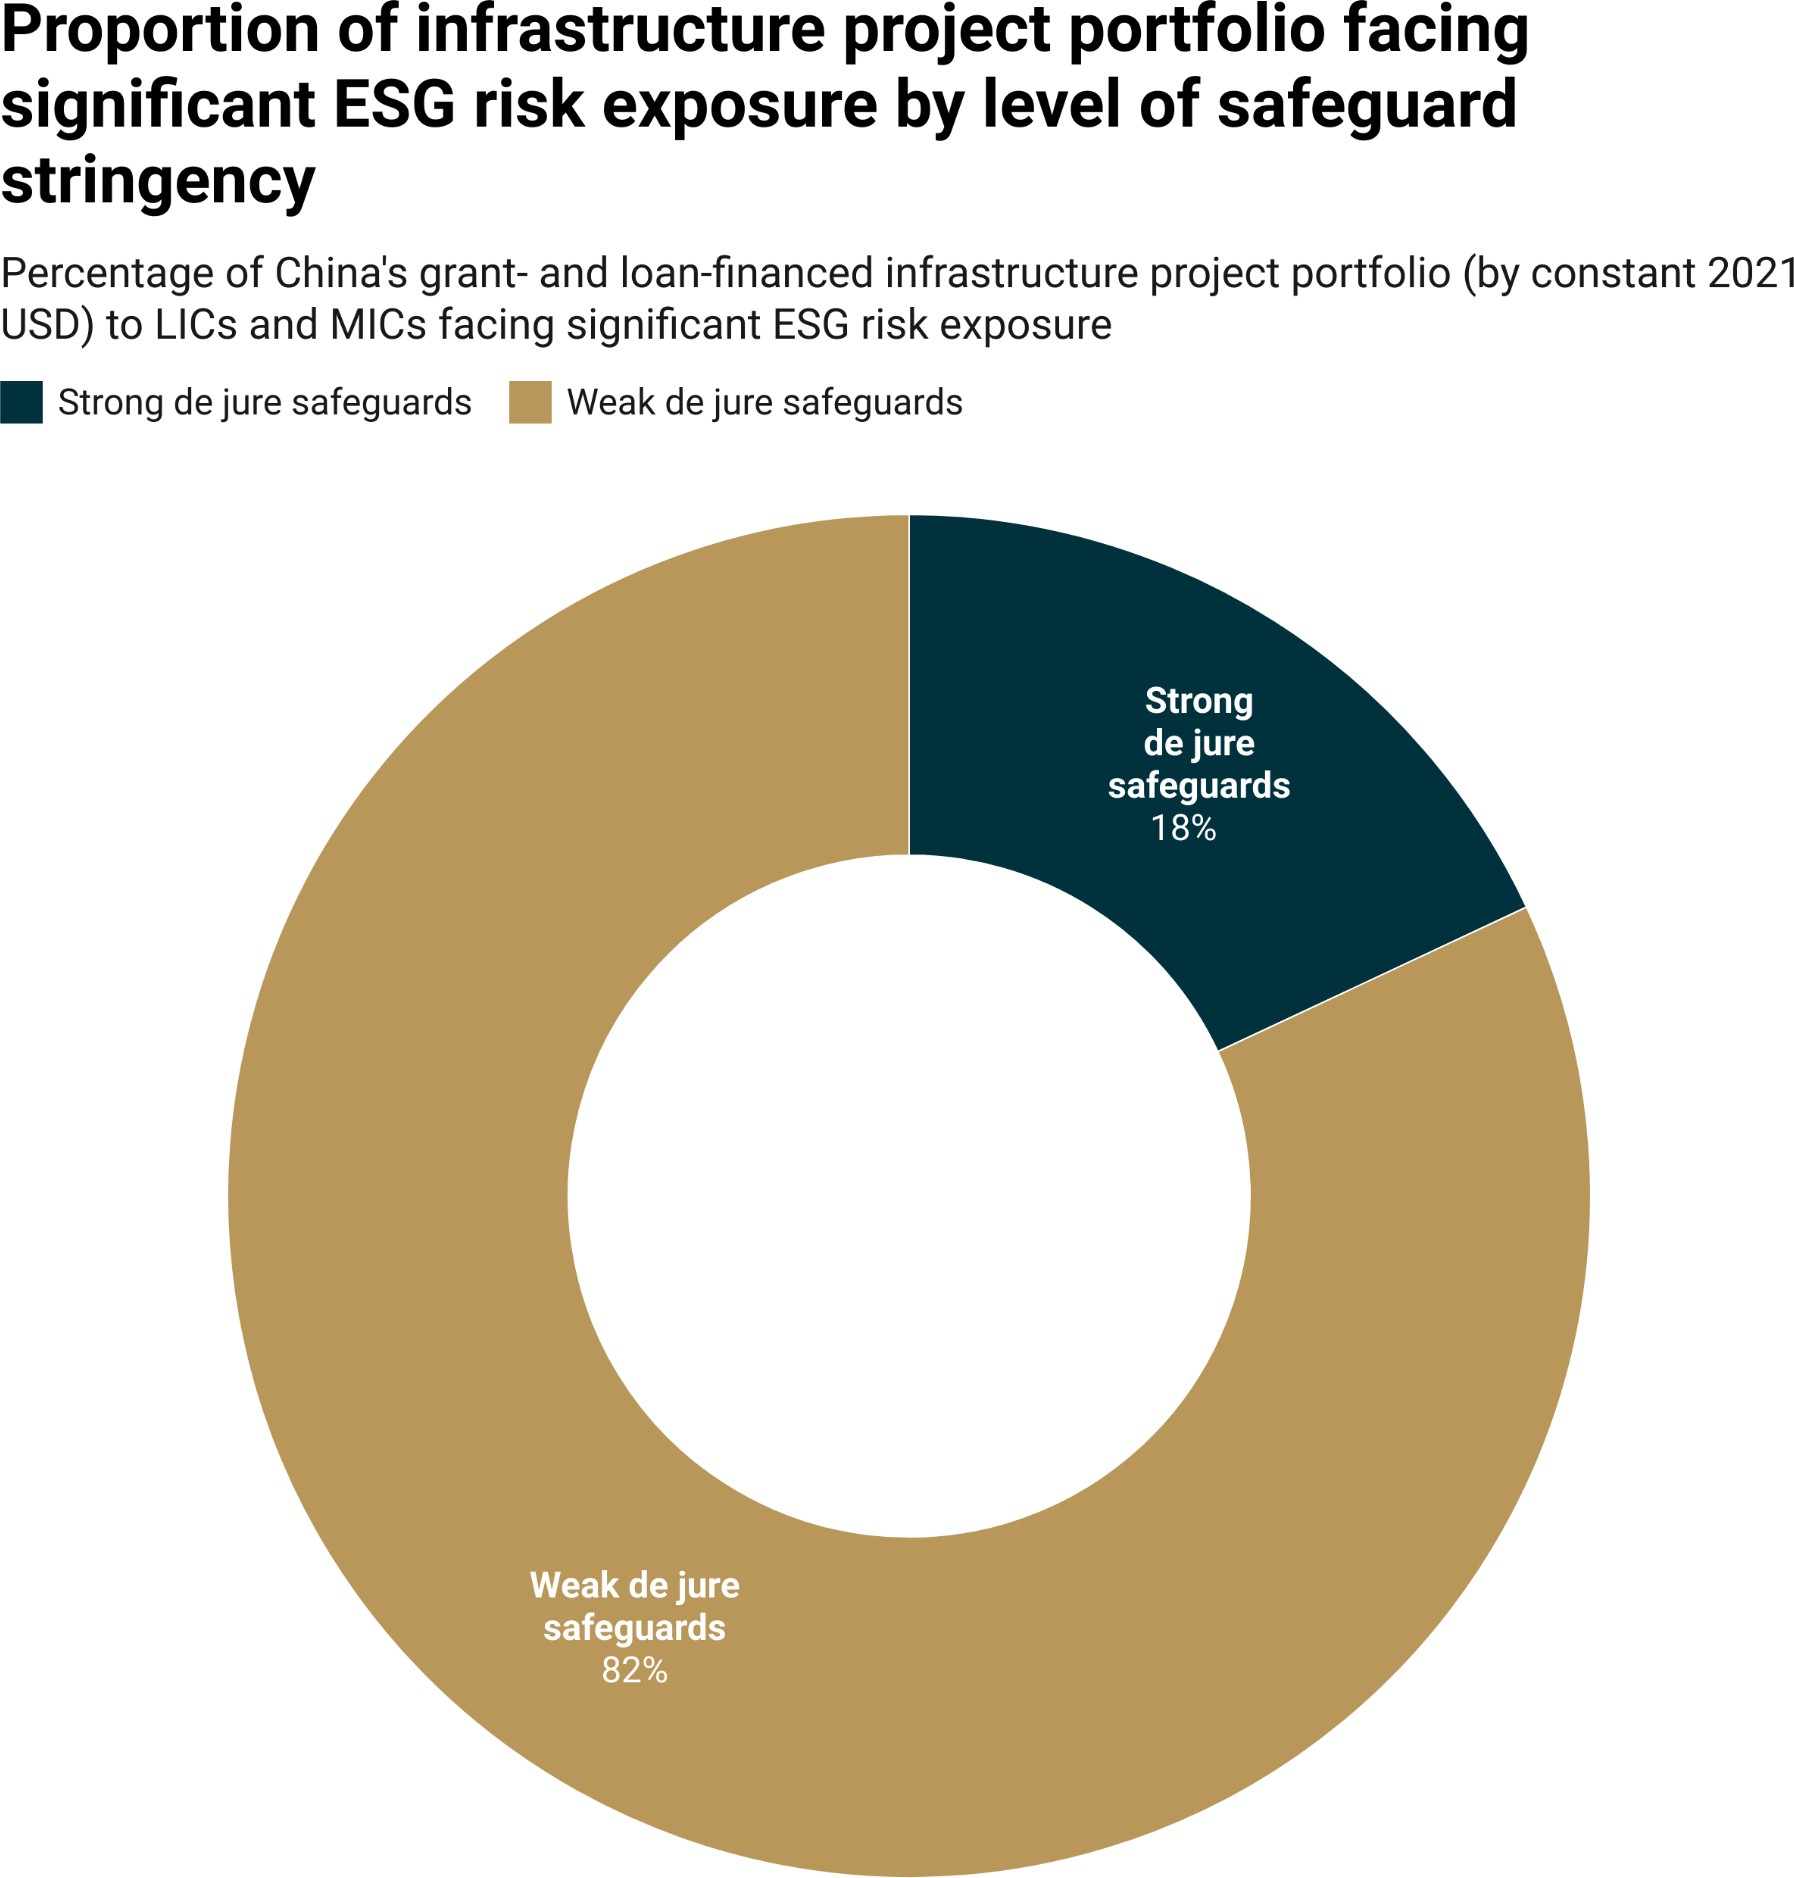 Proportion of infrastructure project portfolio facing
significant ESG risk exposure by level of safeguard
stringency
Percentage of China's grant- and loan-financed infrastructure project portfolio (by constant 2021
USD) to LICs and MICs facing significant ESG risk exposure
Strong de jure safeguards
Weak de jure safeguards
Strong
de jure
safeguards
18%
Weak de jure
safeguards
82%